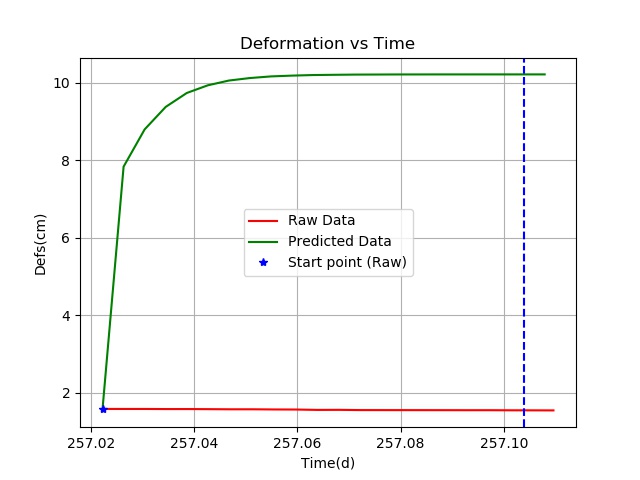 Deformation vs Time
Defs(cm)
10
8
6
4
2
Raw Data
Predicted Data
Start point (Raw)
257.02 257.04 257.06 257.08 257.10
Time(d)